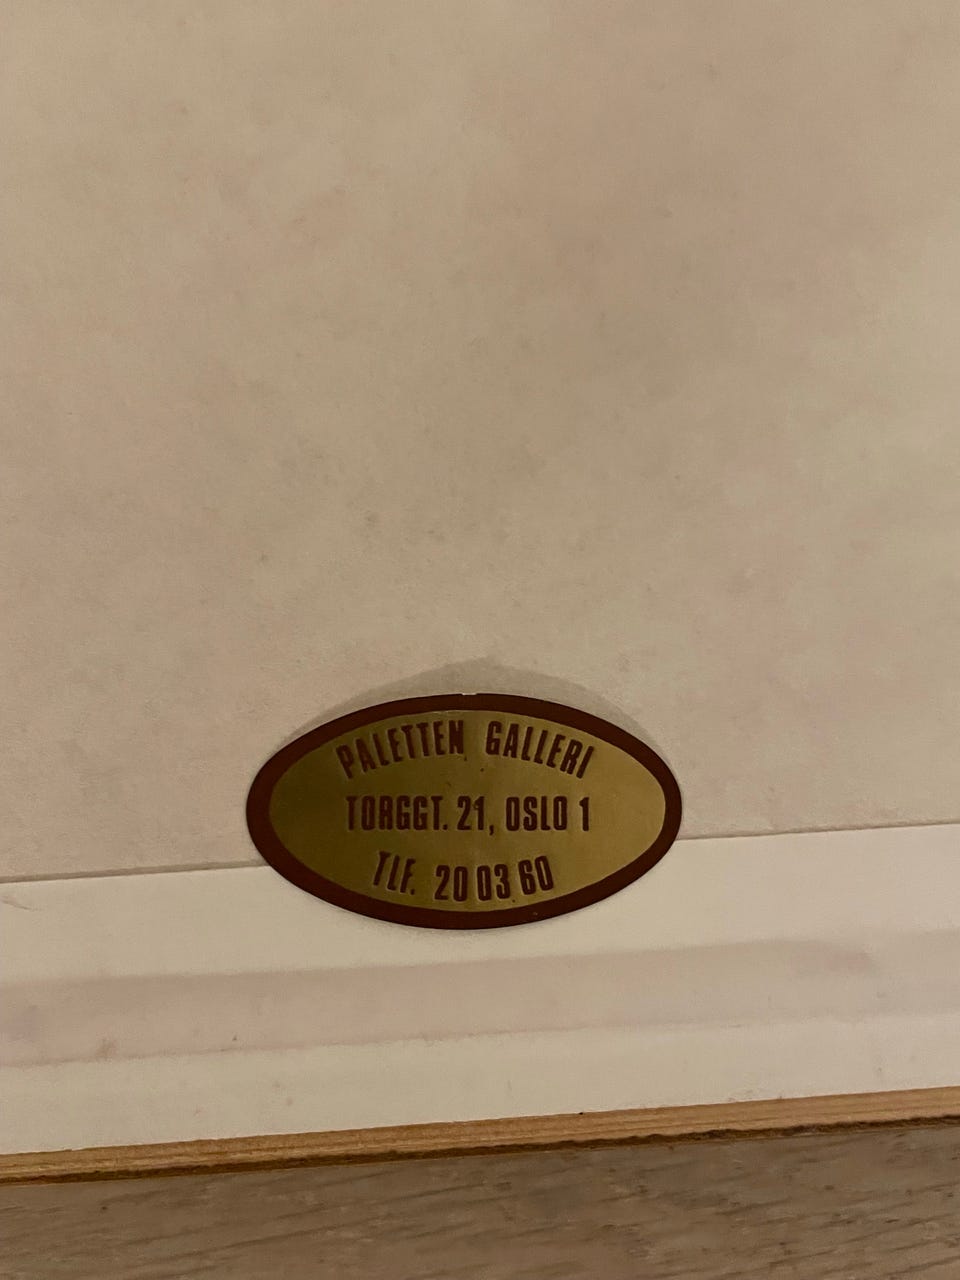 PALETTEN GALLERI
TORGGT. 21, OSLO 1
TLF. 20 03 60